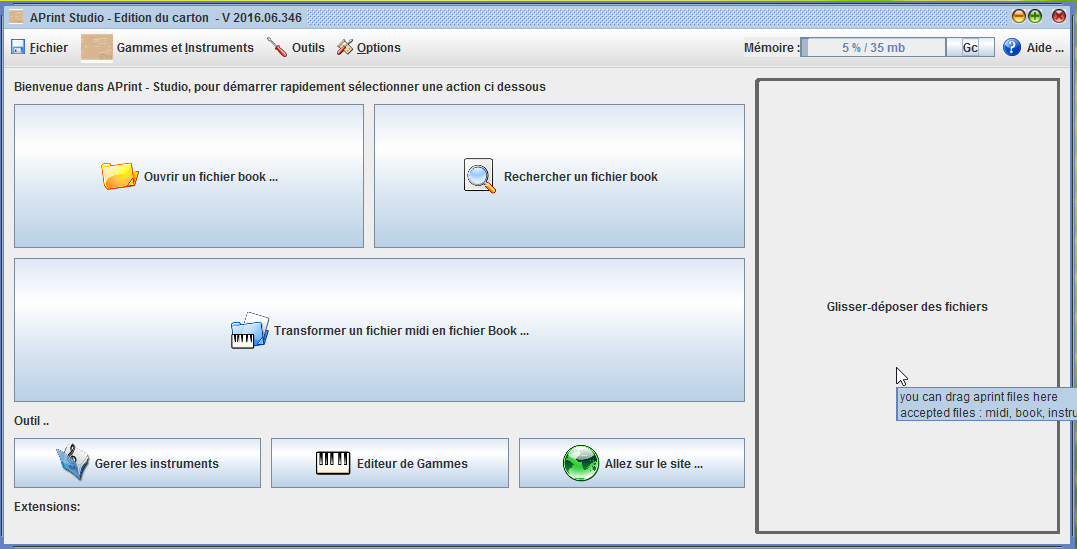 APrint Studio - Edition du carton - V 2016.06.346
Fichier Gammes et Instruments Outils Options Mémoire : 5 % / 35 mb Gc Aide ...
Bienvenue dans APrint - Studio, pour démarrer rapidement sélectionner une action ci dessous
Ouvrir un fichier book ... Rechercher un fichier book
Transformer un fichier midi en fichier Book ...
Glisser-déposer des fichiers
you can drag aprint files here
accepted files : midi, book, instru
Outil ..
Gerer les instruments Editeur de Gammes Allez sur le site ...
Extensions: